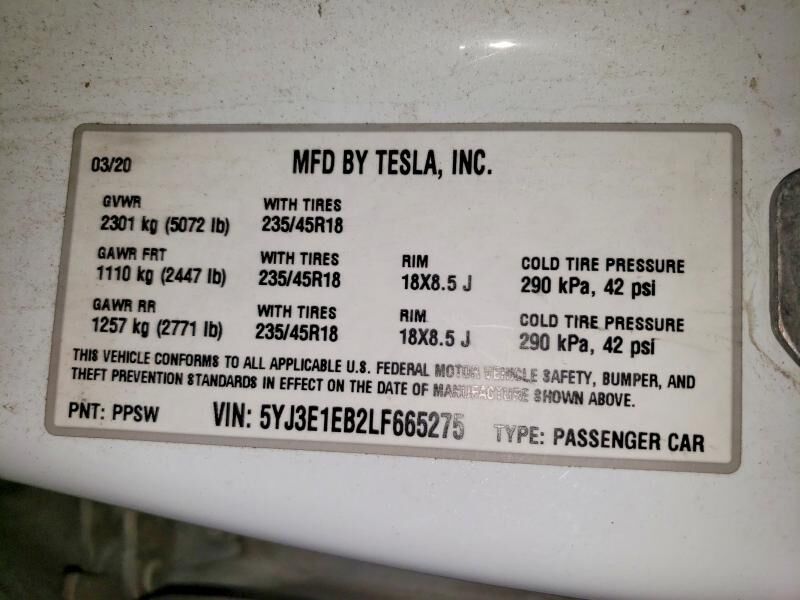 03/20 MFD BY TESLA, INC.
GVWR WITH TIRES
2301 kg (5072 lb) 235/45R18
GAWR FRT WITH TIRES RIM COLD TIRE PRESSURE
1110 kg (2447 lb) 235/45R18 18X8.5 J 290 kPa, 42 psi
GAWR RR WITH TIRES RIM COLD TIRE PRESSURE
1257 kg (2771 lb) 235/45R18 18X8.5 J 290 kPa, 42 psi
THIS VEHICLE CONFORMS TO ALL APPLICABLE U.S. FEDERAL MOTOR VEHICLE SAFETY, BUMPER, AND
THEFT PREVENTION STANDARDS IN EFFECT ON THE DATE OF MANUFACTURE SHOWN ABOVE.
PNT: PPSW VIN: 5YJ3E1EB2LF665275 TYPE: PASSENGER CAR